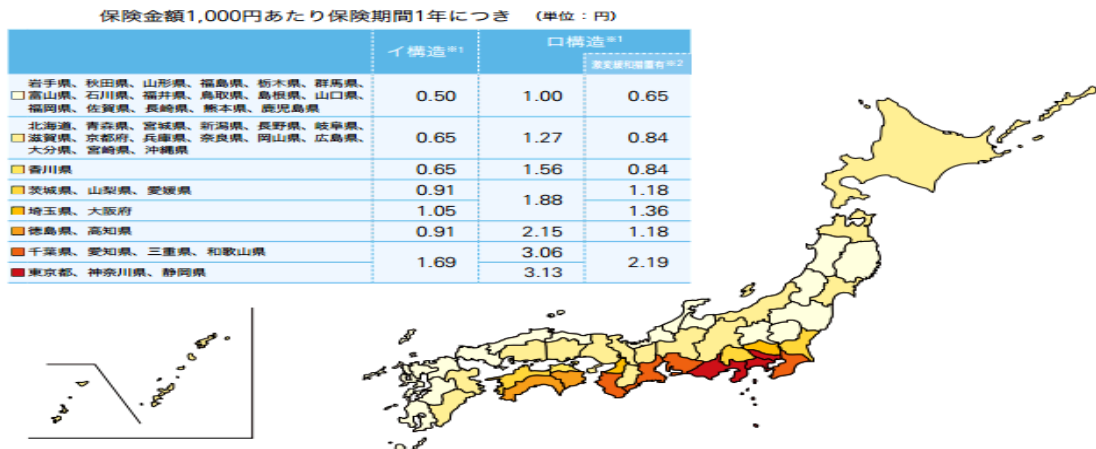 保険金額1,000円あたり保険期間1年につき (単位：円)
イ構造※1 ロ構造※1
激変緩和措置有※2
岩手県、秋田県、山形県、福島県、栃木県、群馬県、
富山県、石川県、福井県、鳥取県、島根県、山口県、
福岡県、佐賀県、長崎県、熊本県、鹿児島県
0.50 1.00 0.65
北海道、青森県、宮城県、新潟県、長野県、岐阜県、
滋賀県、京都府、兵庫県、奈良県、岡山県、広島県、
大分県、宮崎県、沖縄県
0.65 1.27 0.84
香川県 0.65 1.56 0.84
茨城県、山梨県、愛媛県 0.91 1.88 1.18
埼玉県、大阪府 1.05 1.36
徳島県、高知県 0.91 2.15 1.18
千葉県、愛知県、三重県、和歌山県 1.69 3.06 2.19
東京都、神奈川県、静岡県 3.13